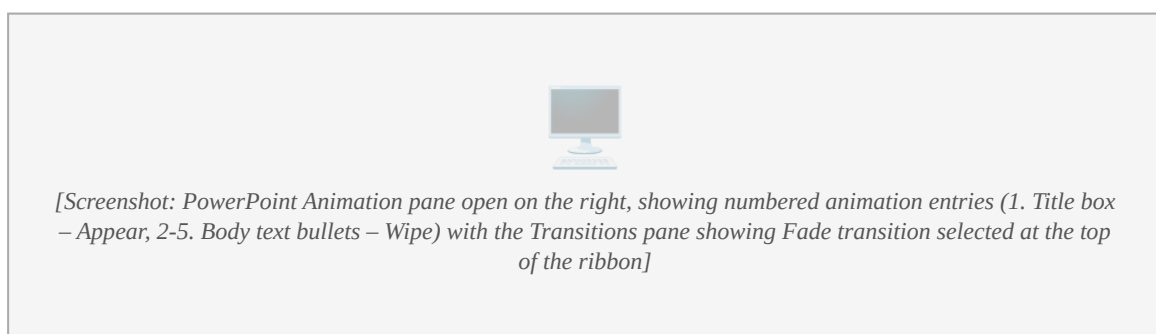 [Screenshot: PowerPoint Animation pane open on the right, showing numbered animation entries (1. Title box
– Appear, 2-5. Body text bullets – Wipe) with the Transitions pane showing Fade transition selected at the top
of the ribbon]